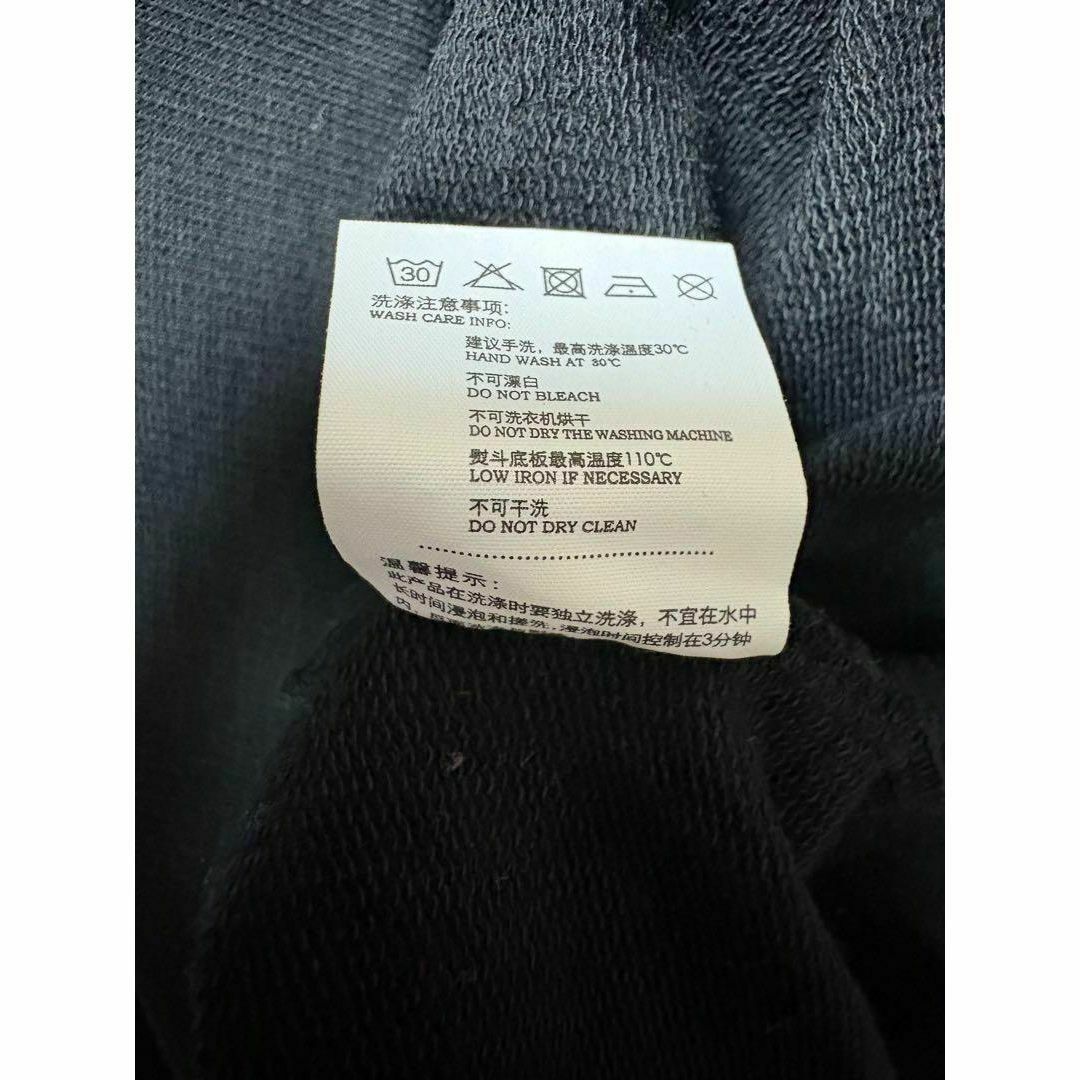 30
洗涤注意事项:
WASH CARE INFO:
建议手洗，最高洗涤温度30℃
HAND WASH AT 30℃
不可漂白
DO NOT BLEACH
不可洗衣机烘干
DO NOT DRY THE WASHING MACHINE
熨斗底板最高温度110℃
LOW IRON IF NECESSARY
不可干洗
DO NOT DRY CLEAN
温馨提示:
此产品在洗涤时要独立洗涤，不宜在水中
长时间浸泡和搓洗,浸泡时间控制在3分钟
内